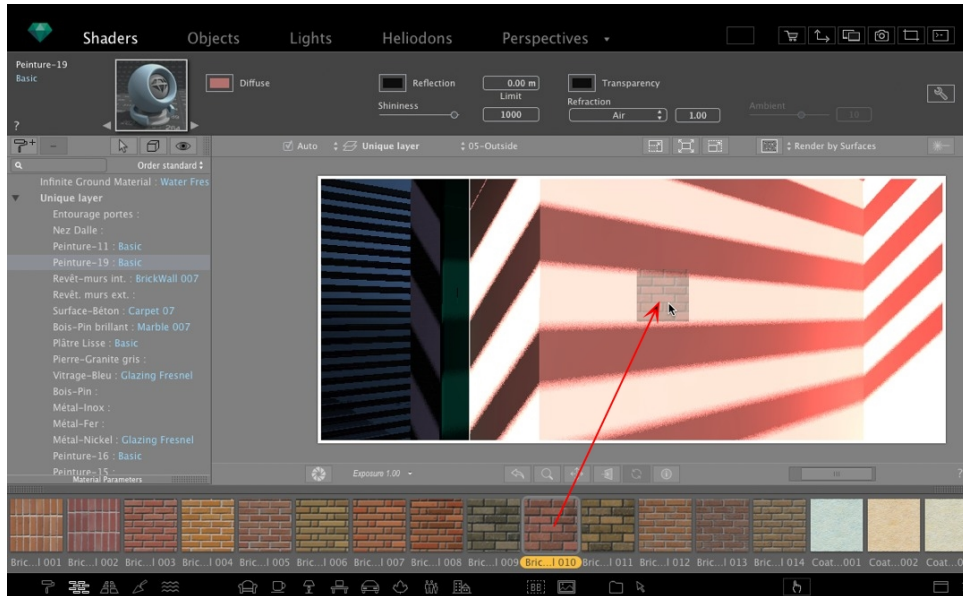 Shaders Objects Lights Heliodons Perspectives
Peinture-19
Basic
?
Diffuse
Reflection
Shininess
0.00 m
Limit
1000
Transparency
Refraction
Air
1.00
Ambient
10
Order standard
Auto
Unique layer
05-Outside
Render by Surfaces
Infinite Ground Material : Water Fres
Unique layer
Entourage portes :
Nez Dalle :
Peinture-11 : Basic
Peinture-19 : Basic
Revêt-murs int. : BrickWall 007
Revêt. murs ext. :
Surface-Béton : Carpet 07
Bois-Pin brillant : Marble 007
Plâtre Lisse : Basic
Pierre-Granite gris :
Vitrage-Bleu : Glazing Fresnel
Bois-Pin :
Métal-Inox :
Métal-Fer :
Métal-Nickel : Glazing Fresnel
Peinture-16 : Basic
Peinture-15 :
Material Parameters
Exposure 1.00
?
Bric...l 001 Bric...l 002 Bric...l 003 Bric...l 004 Bric...l 005 Bric...l 006 Bric...l 007 Bric...l 008 Bric...l 009 Bric...l 010 Bric...l 011 Bric...l 012 Bric...l 013 Bric...l 014 Coat...001 Coat...002 Coat...0